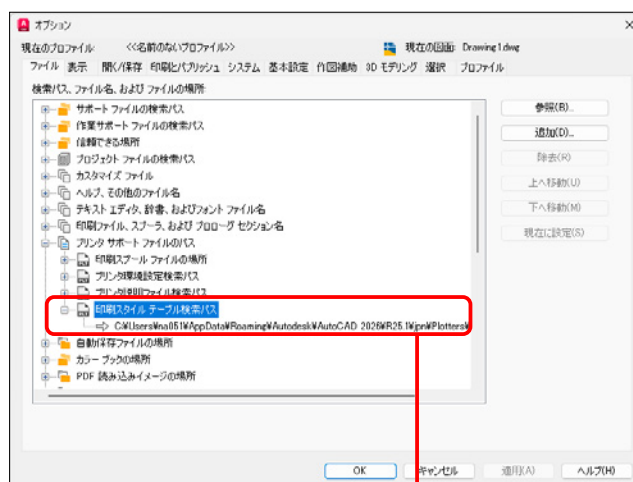 オプション
現在のプロファイル: <<名前のないプロファイル>> 現在の図面: Drawing1.dwg
ファイル 表示 開く/保存 印刷とパブリッシュ システム 基本設定 作図補助 3D モデリング 選択 プロファイル
検索パス、ファイル名、および ファイルの場所:
サポート ファイルの検索パス
作業サポート ファイルの検索パス
信頼できる場所
プロジェクト ファイルの検索パス
カスタマイズ ファイル
ヘルプ、その他のファイル名
テキスト エディタ、辞書、およびフォント ファイル名
印刷ファイル、スプーラ、および プロローグ セクション名
プリンタ サポート ファイルのパス
印刷スプール ファイルの場所
プリンタ環境設定検索パス
プリンタ説明ファイル検索パス
印刷スタイル テーブル検索パス
C:¥Users¥na051¥AppData¥Roaming¥Autodesk¥AutoCAD 2026¥R25.1¥jpn¥Plotters¥
自動保存ファイルの場所
カラー ブックの場所
PDF 読み込みイメージの場所
参照(B)...
追加(D)...
除去(R)
上へ移動(U)
下へ移動(M)
現在に設定(S)
OK キャンセル 適用(A) ヘルプ(H)